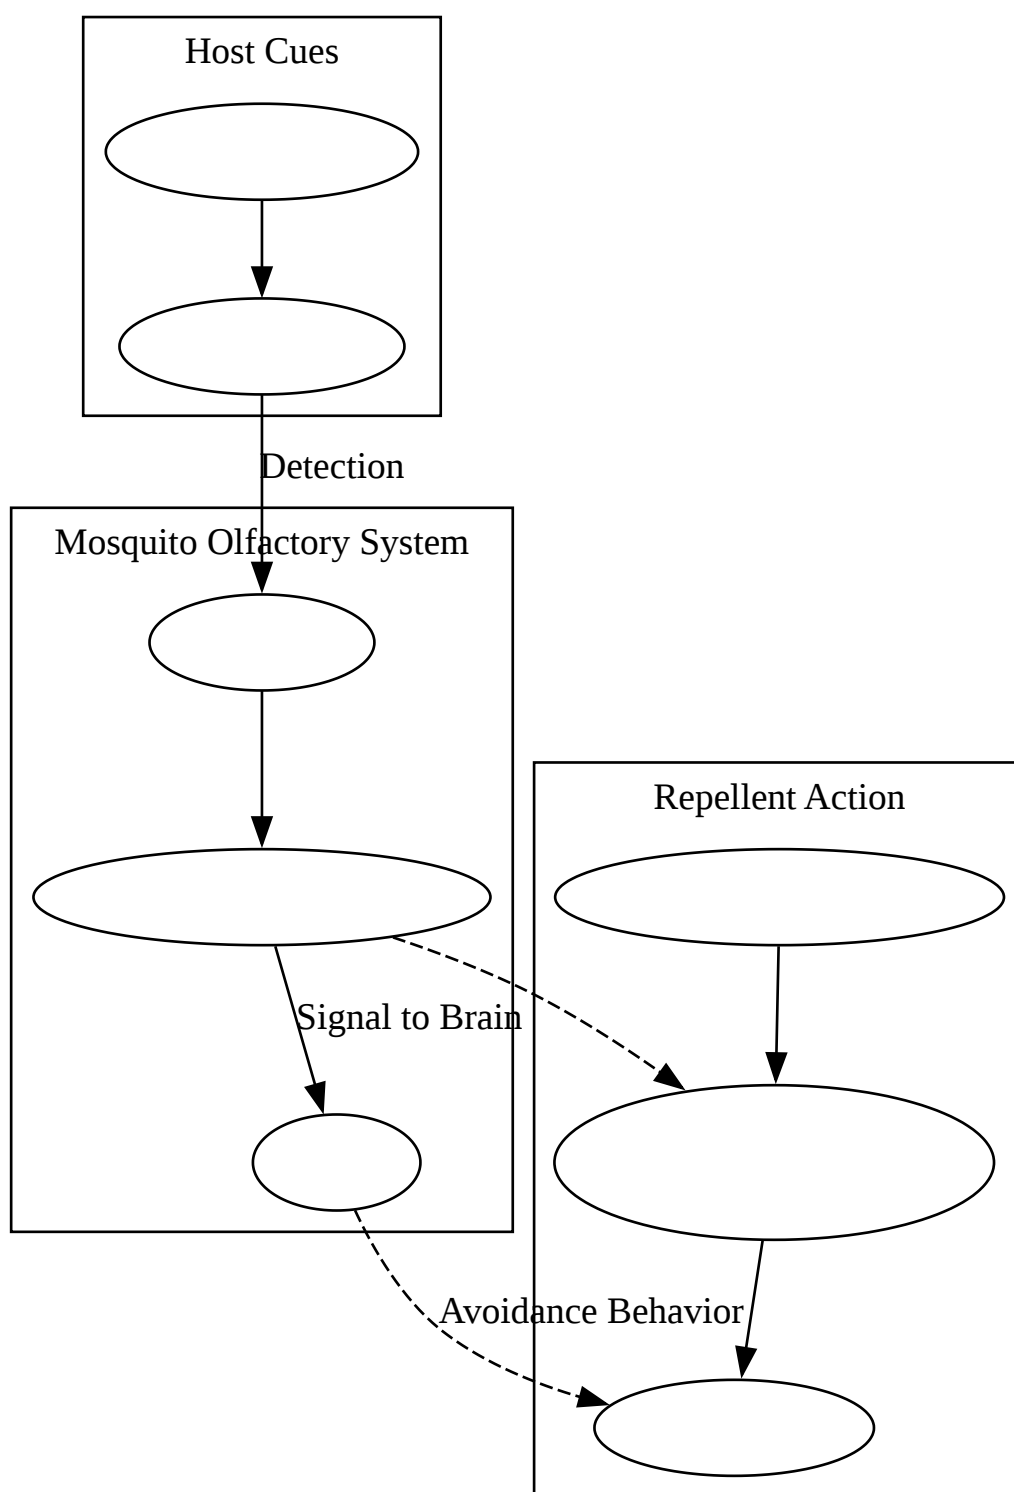 Host Cues
Detection
Mosquito Olfactory System
Repellent Action
Signal to Brain
Avoidance Behavior